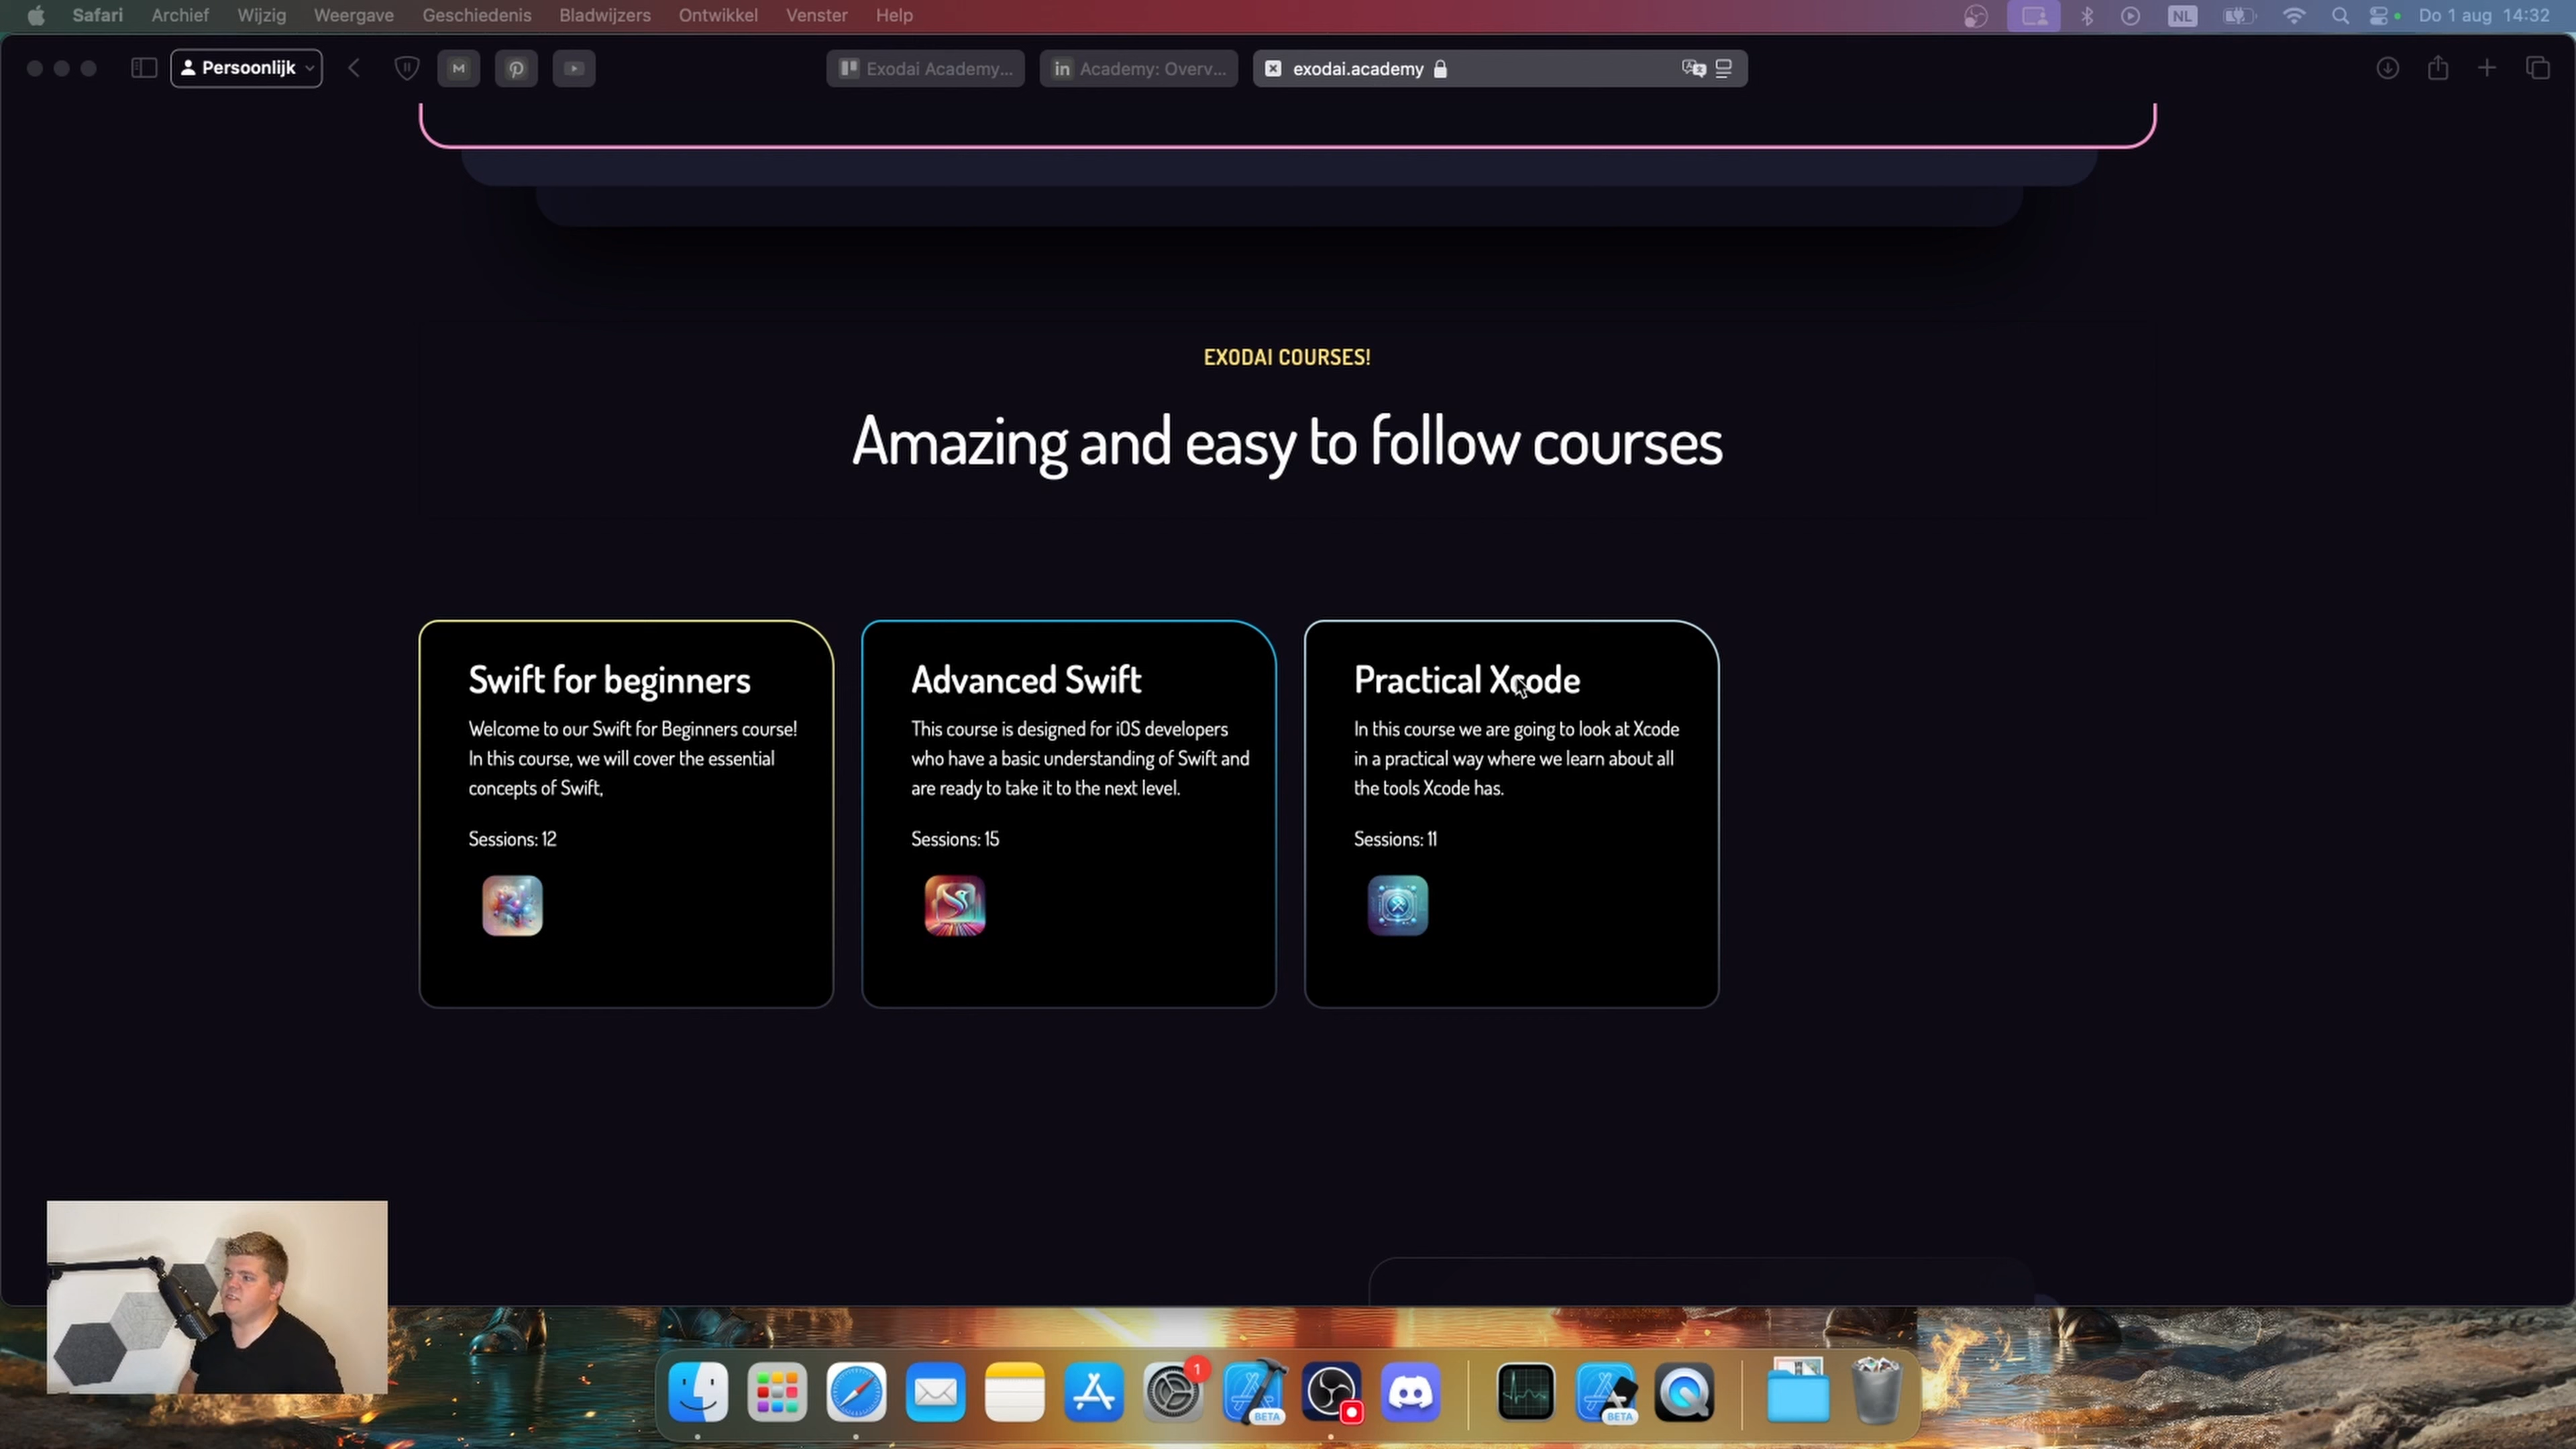 Safari Archief Wijzig Weergave Geschiedenis Bladwijzers Ontwikkel Venster Help NL Do 1 aug 14:32
Persoonlijk Exodai Academy... in Academy: Overv... exodai.academy
EXODAI COURSES!
Amazing and easy to follow courses
Swift for beginners
Welcome to our Swift for Beginners course!
In this course, we will cover the essential
concepts of Swift,
Sessions: 12
Advanced Swift
This course is designed for iOS developers
who have a basic understanding of Swift and
are ready to take it to the next level.
Sessions: 15
Practical Xcode
In this course we are going to look at Xcode
in a practical way where we learn about all
the tools Xcode has.
Sessions: 11
1
BETA
BETA